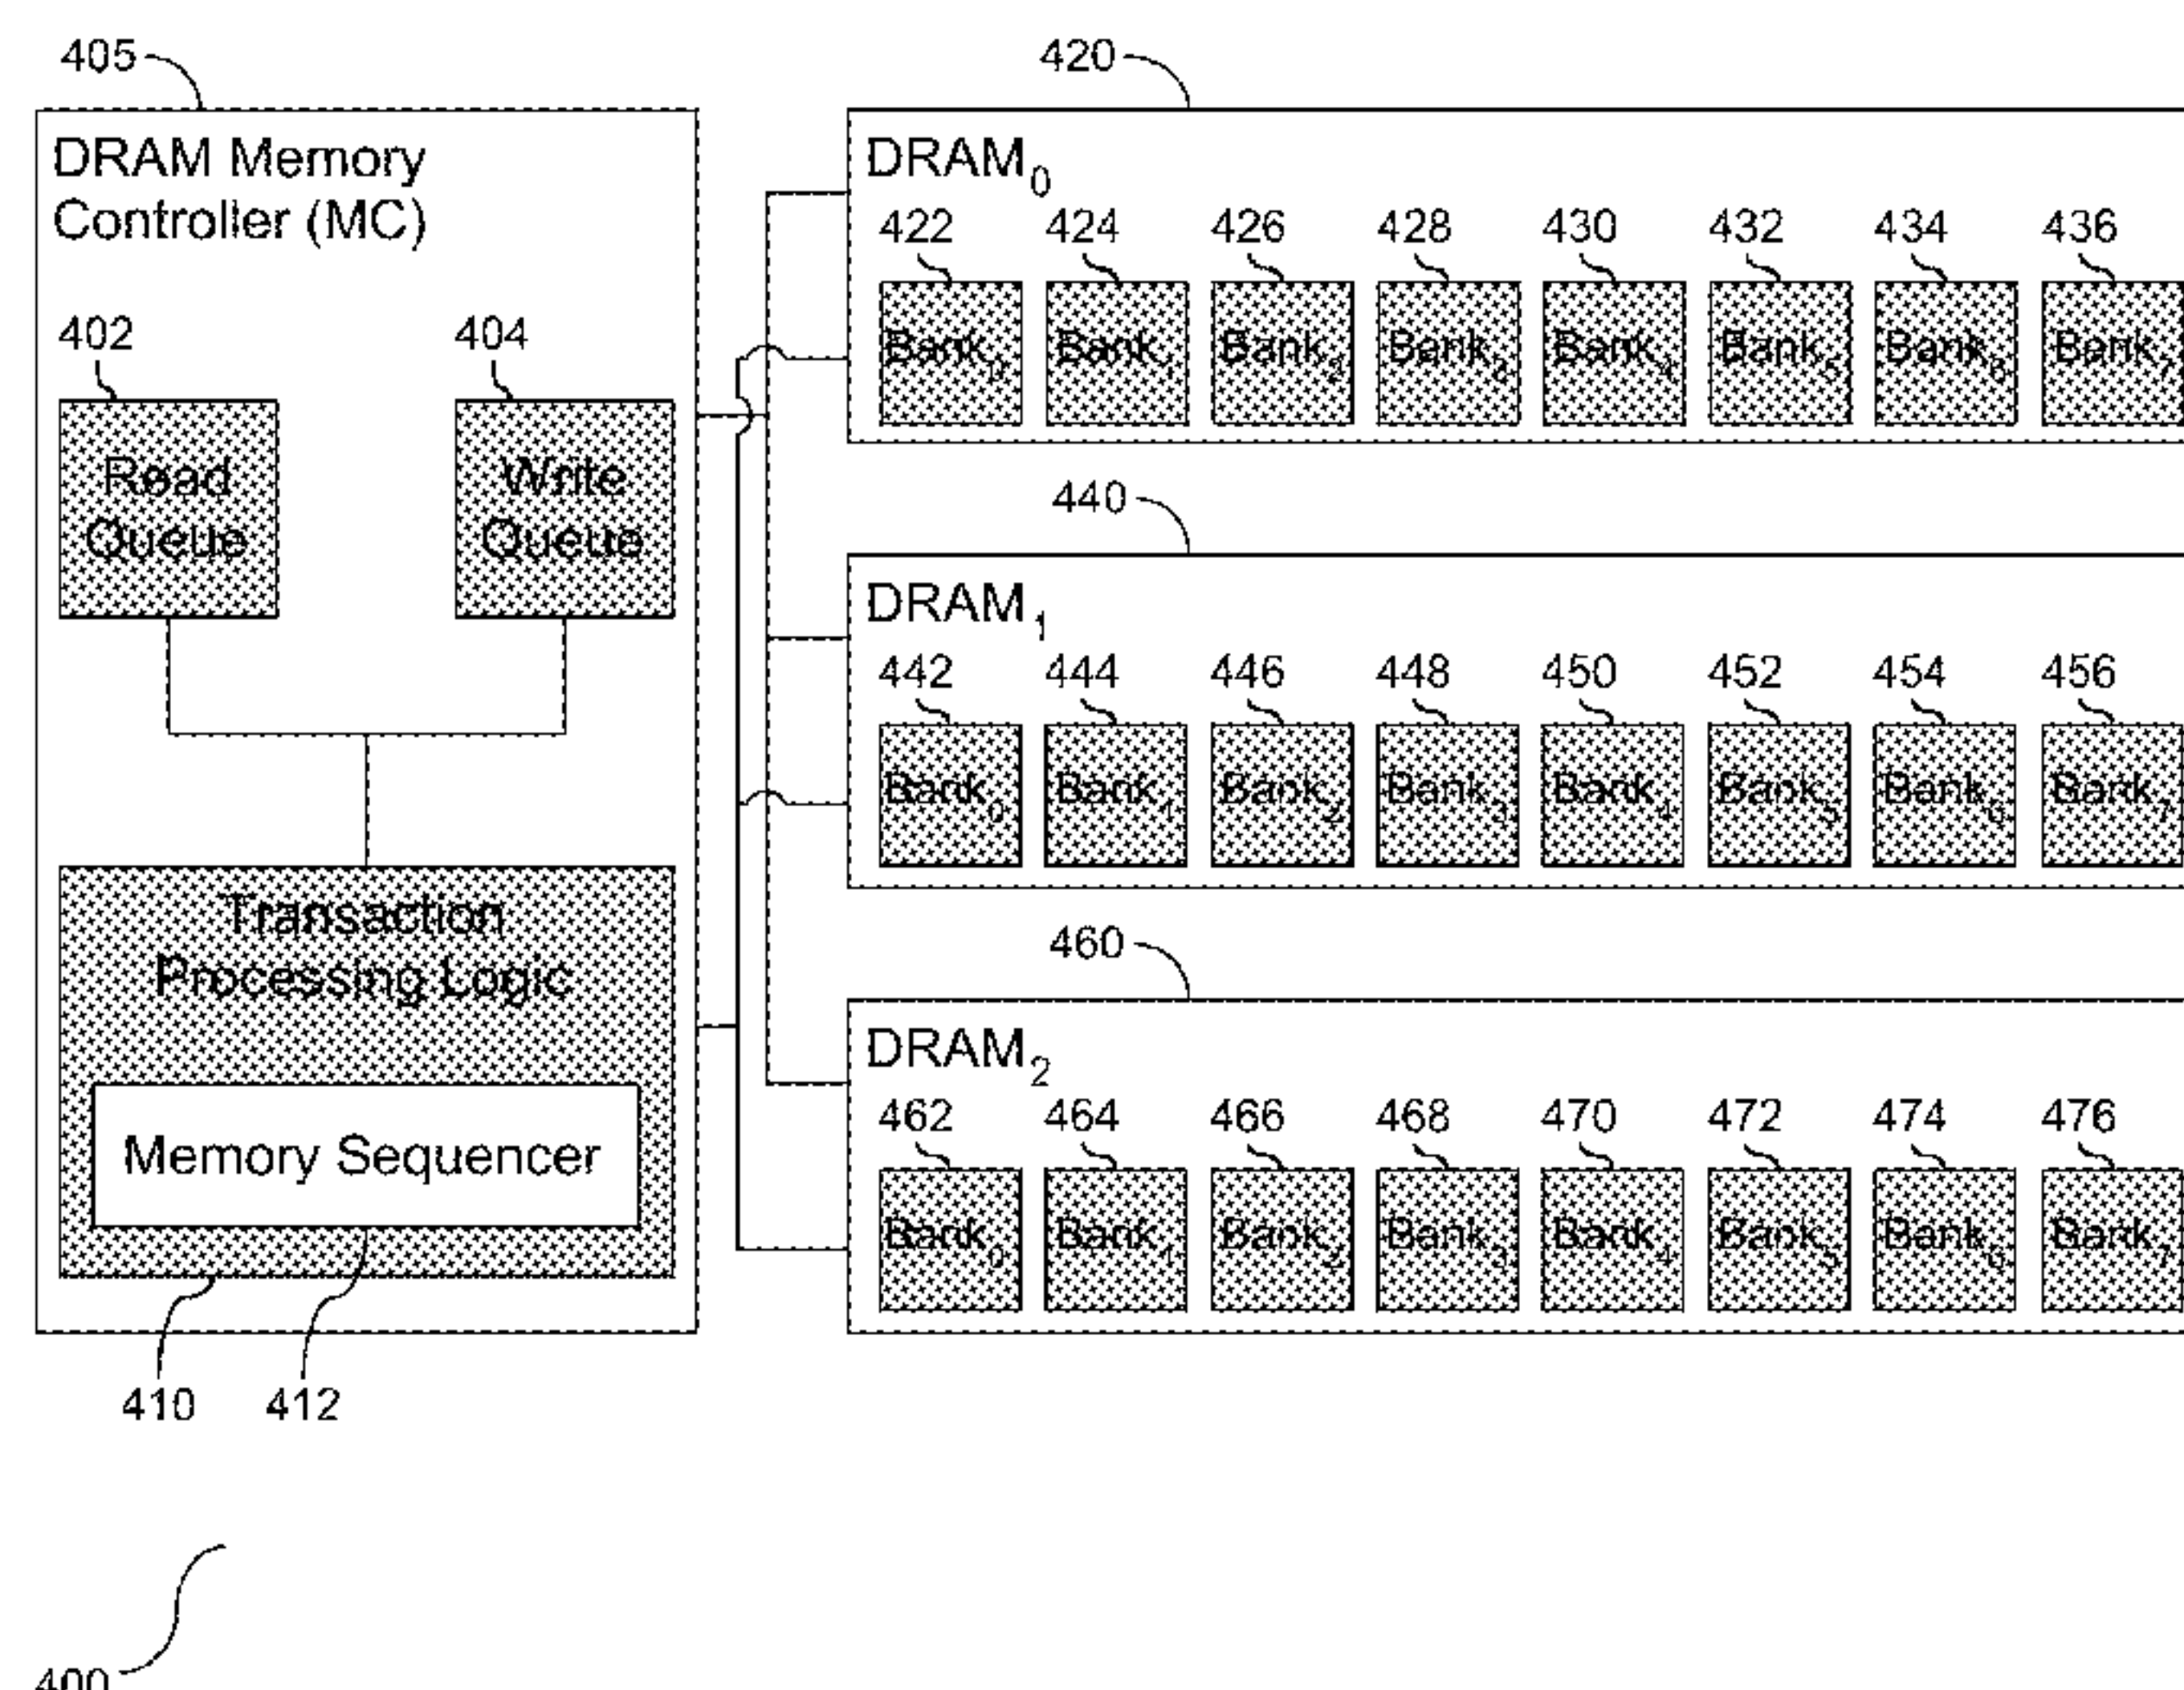 405
DRAM Memory
Controller (MC)
402 404
Read
Queue
Write
Queue
Transaction
Processing Logic
Memory Sequencer
410 412
420
DRAM0
422 424 426 428 430 432 434 436
Bank0 Bank1 Bank2 Bank3 Bank4 Bank5 Bank6 Bank7
440
DRAM1
442 444 446 448 450 452 454 456
Bank0 Bank1 Bank2 Bank3 Bank4 Bank5 Bank6 Bank7
460
DRAM2
462 464 466 468 470 472 474 476
Bank0 Bank1 Bank2 Bank3 Bank4 Bank5 Bank6 Bank7
400